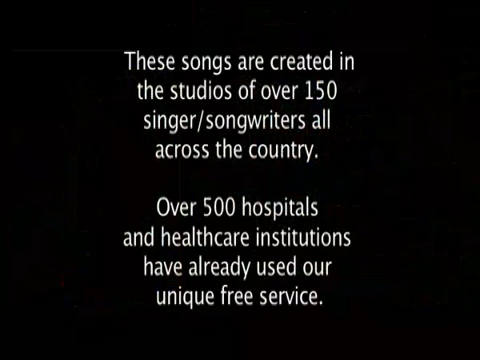 These songs are created in
the studios of over 150
singer/songwriters all
across the country.
Over 500 hospitals
and healthcare institutions
have already used our
unique free service.